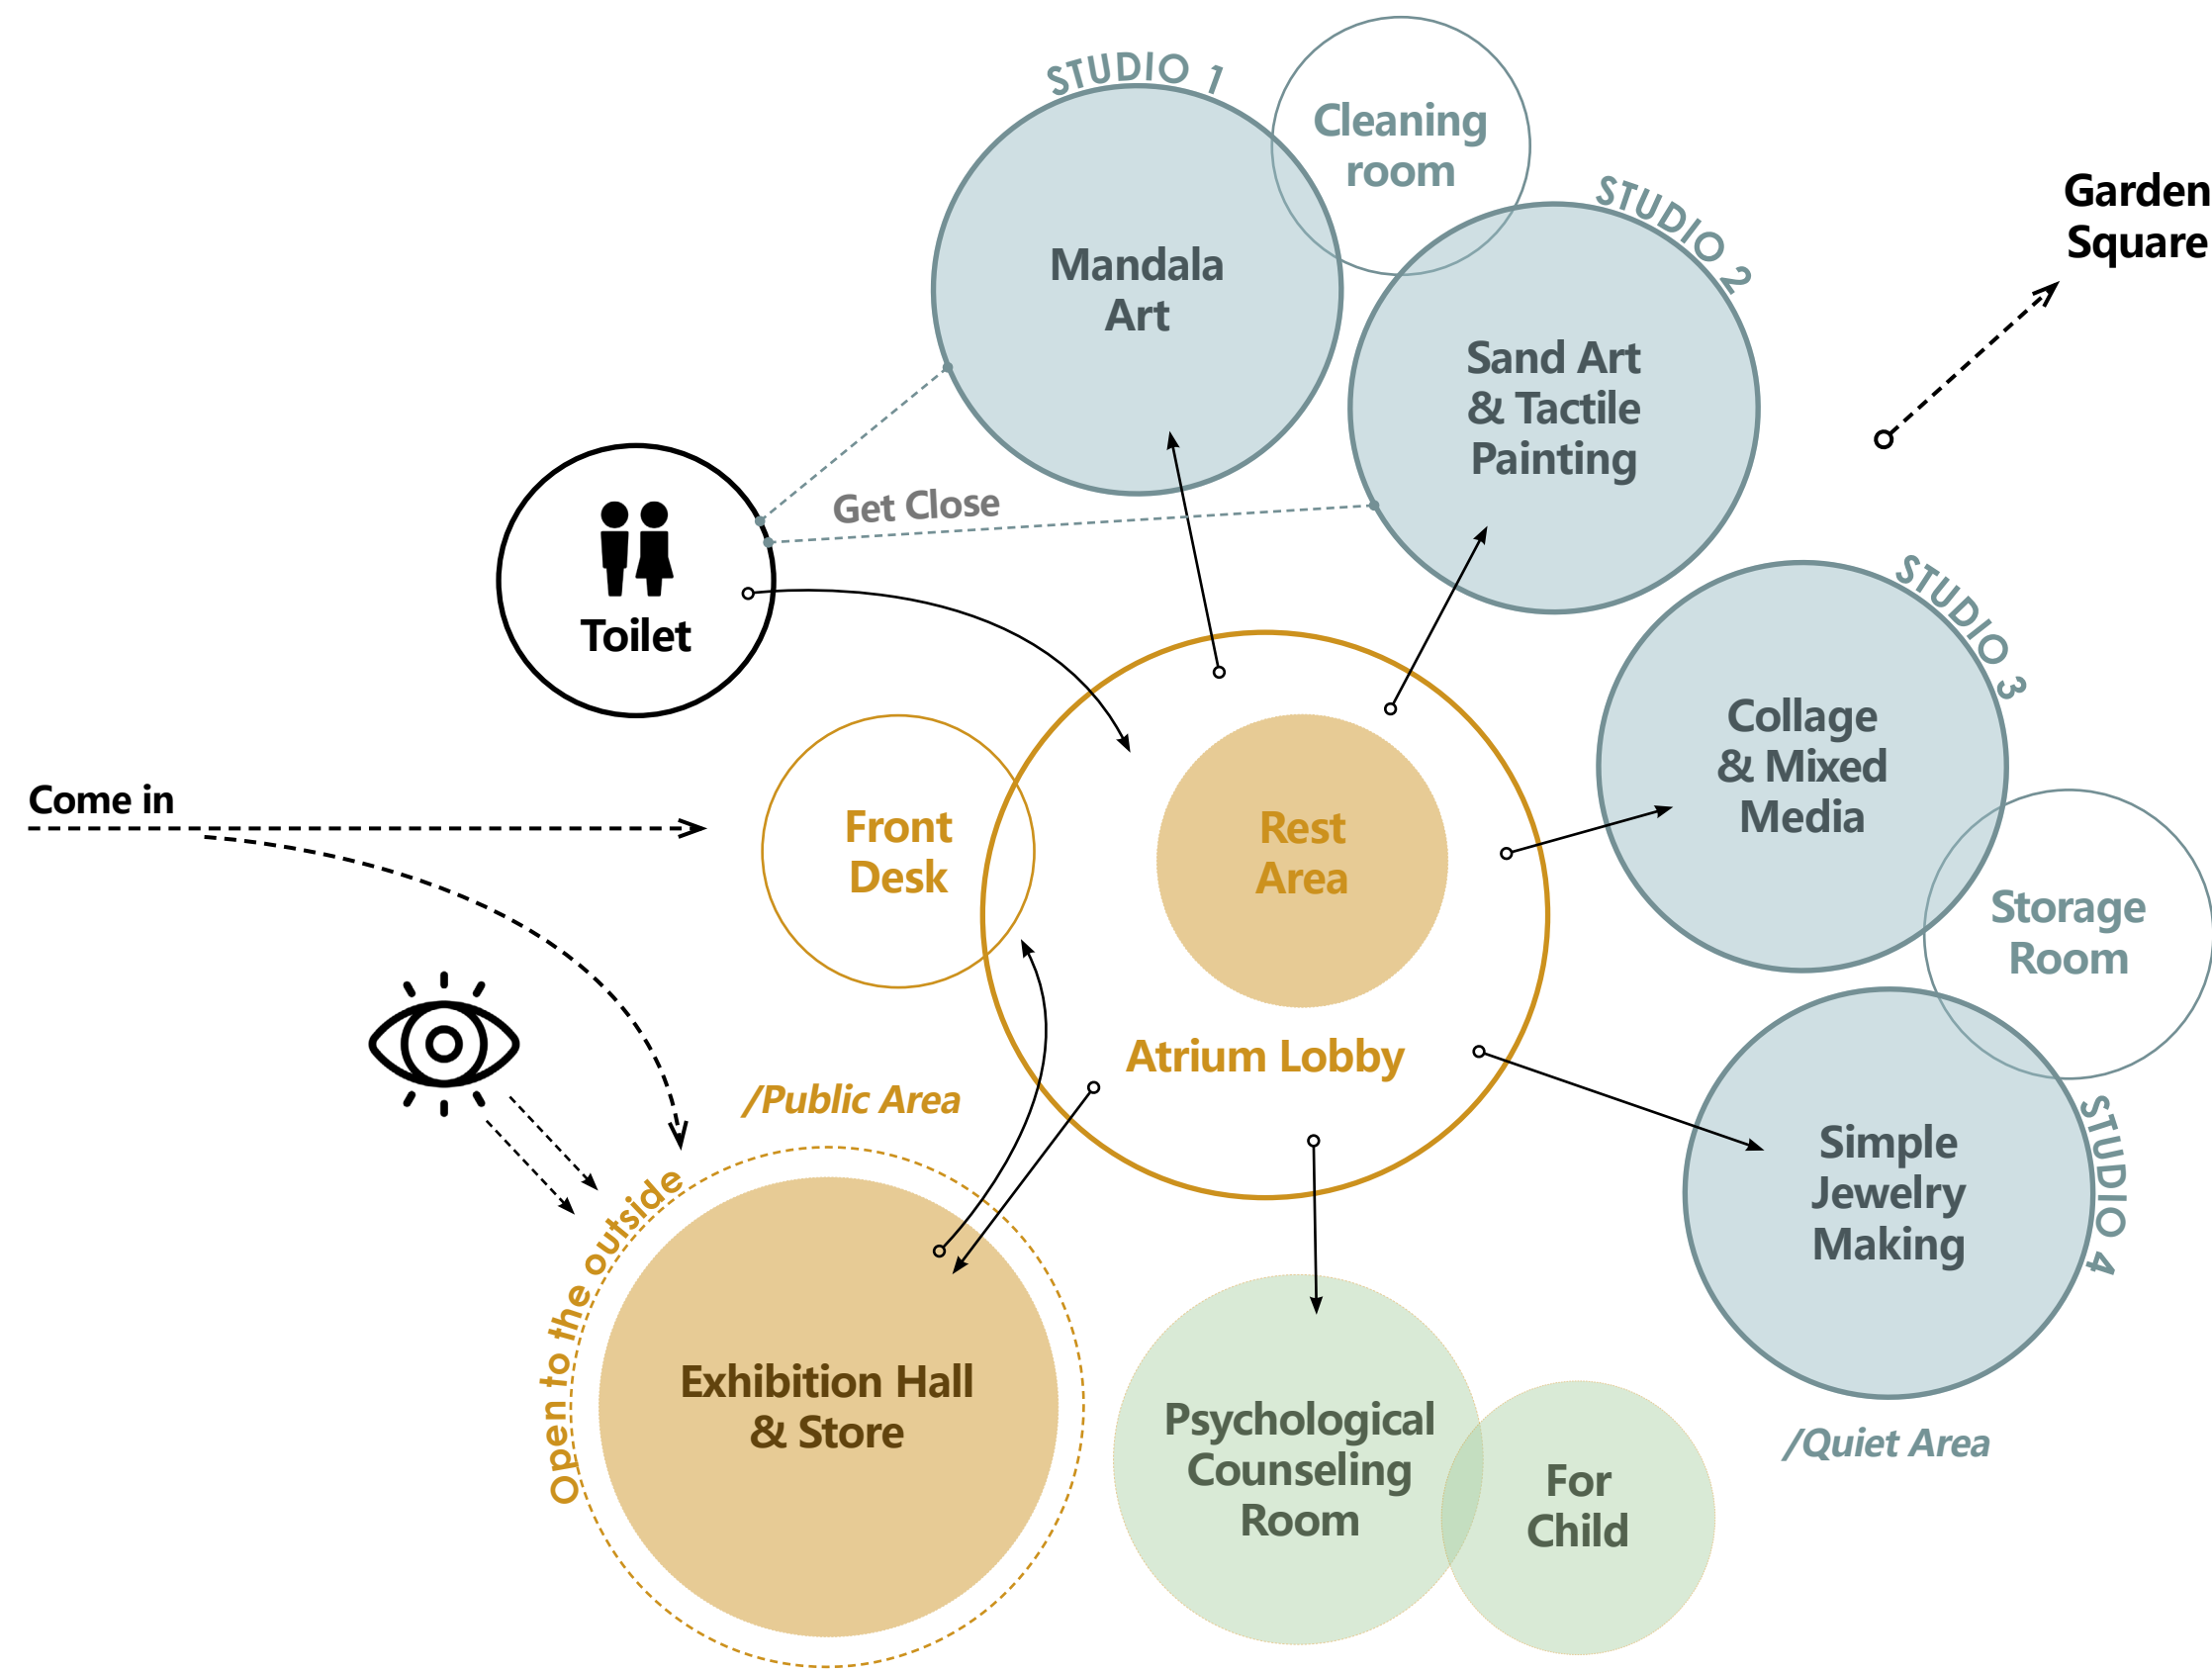 STUDIO 1
Cleaning
room
Mandala
Art
STUDIO 2
Sand Art
& Tactile
Painting
Garden
Square
Get Close
Toilet
STUDIO 3
Collage
& Mixed
Media
Come in
Front
Desk
Rest
Area
Storage
Room
Atrium Lobby
/Public Area
STUDIO 4
Simple
Jewelry
Making
Open to the outside
Exhibition Hall
& Store
Psychological
Counseling
Room
For
Child
/Quiet Area